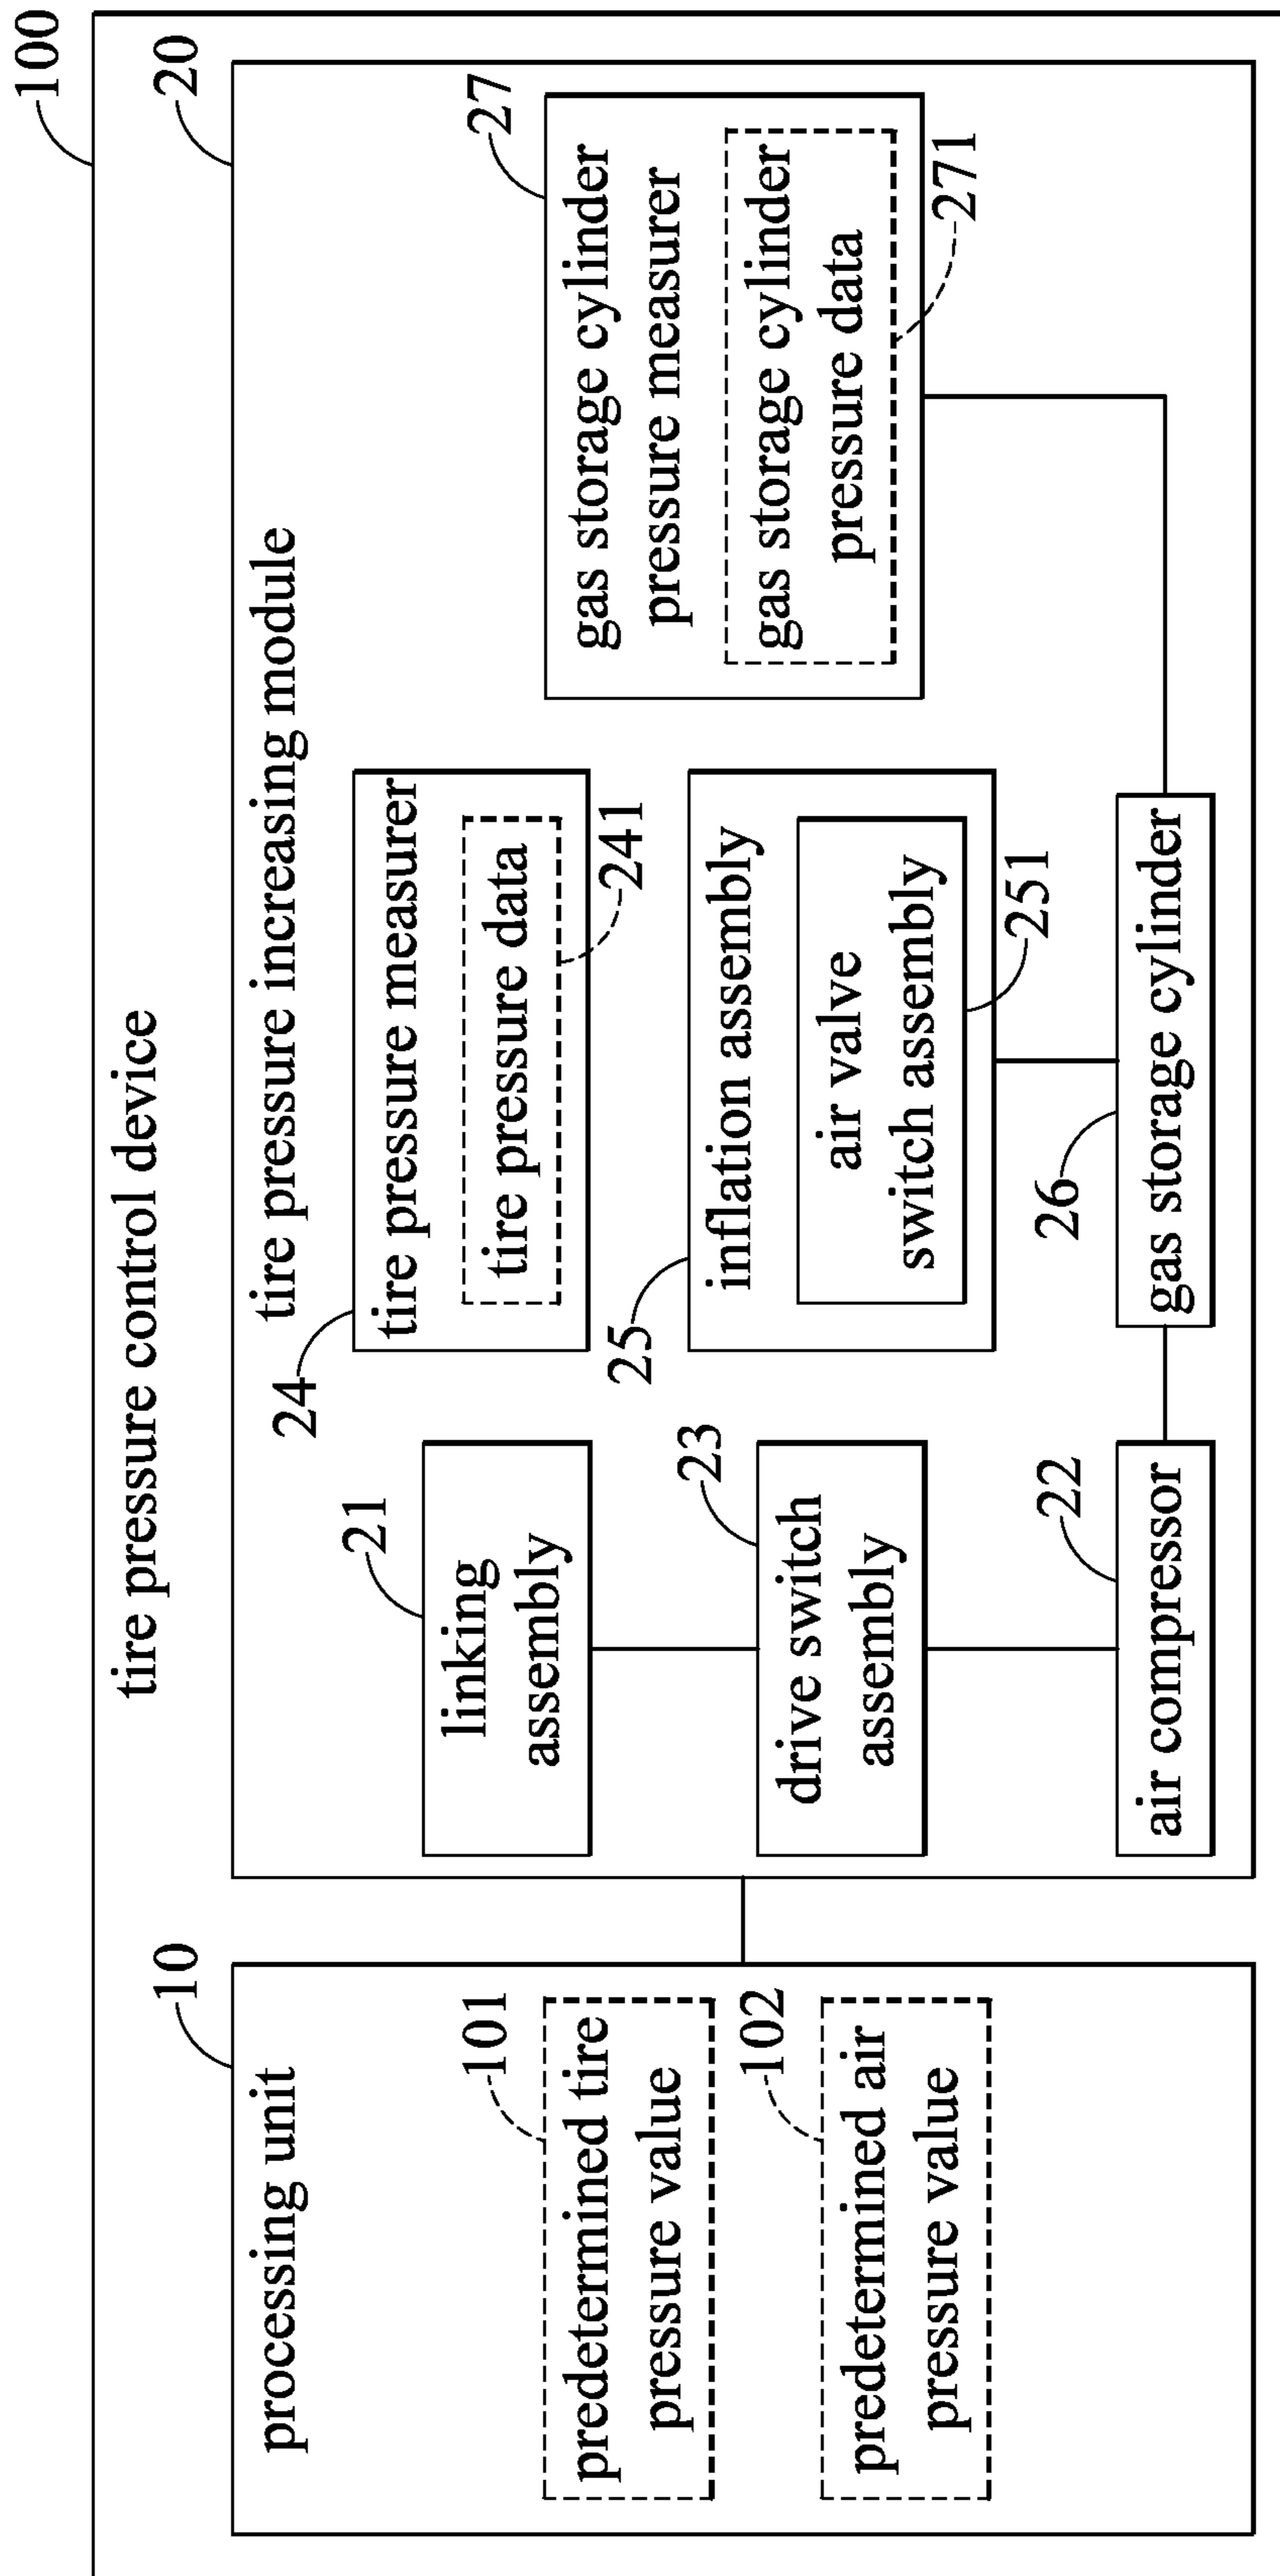 100
tire pressure control device
10
processing unit
101
predetermined tire
pressure value
102
predetermined air
pressure value
20
tire pressure increasing module
21
linking
assembly
23
drive switch
assembly
22
air compressor
24
tire pressure measurer
tire pressure data
241
25
inflation assembly
air valve
switch assembly
251
26
gas storage cylinder
27
gas storage cylinder
pressure measurer
gas storage cylinder
pressure data
271